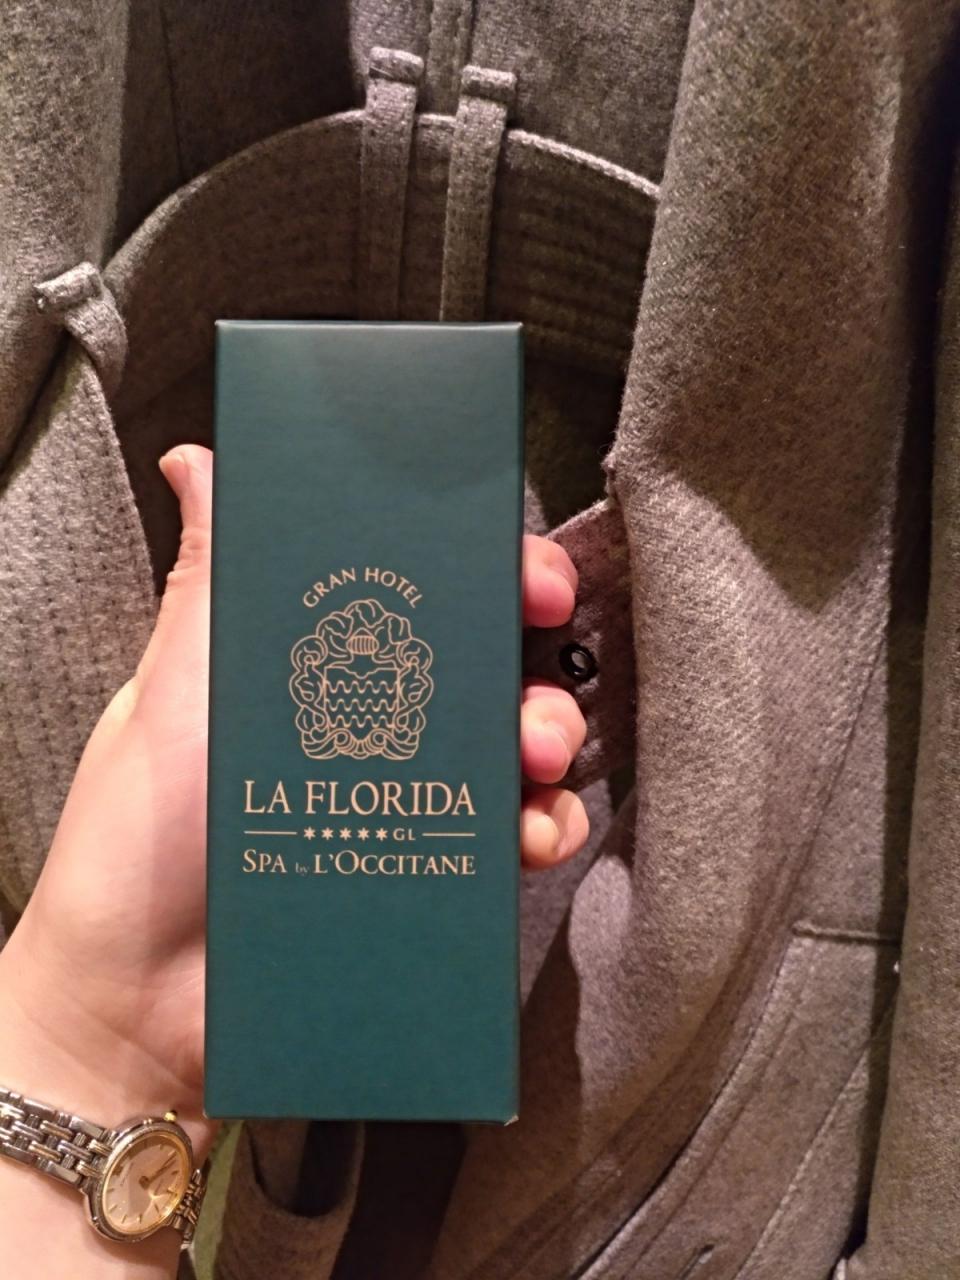 GRAN HOTEL
LA FLORIDA
★★★★★GL
SPA by L'OCCITANE